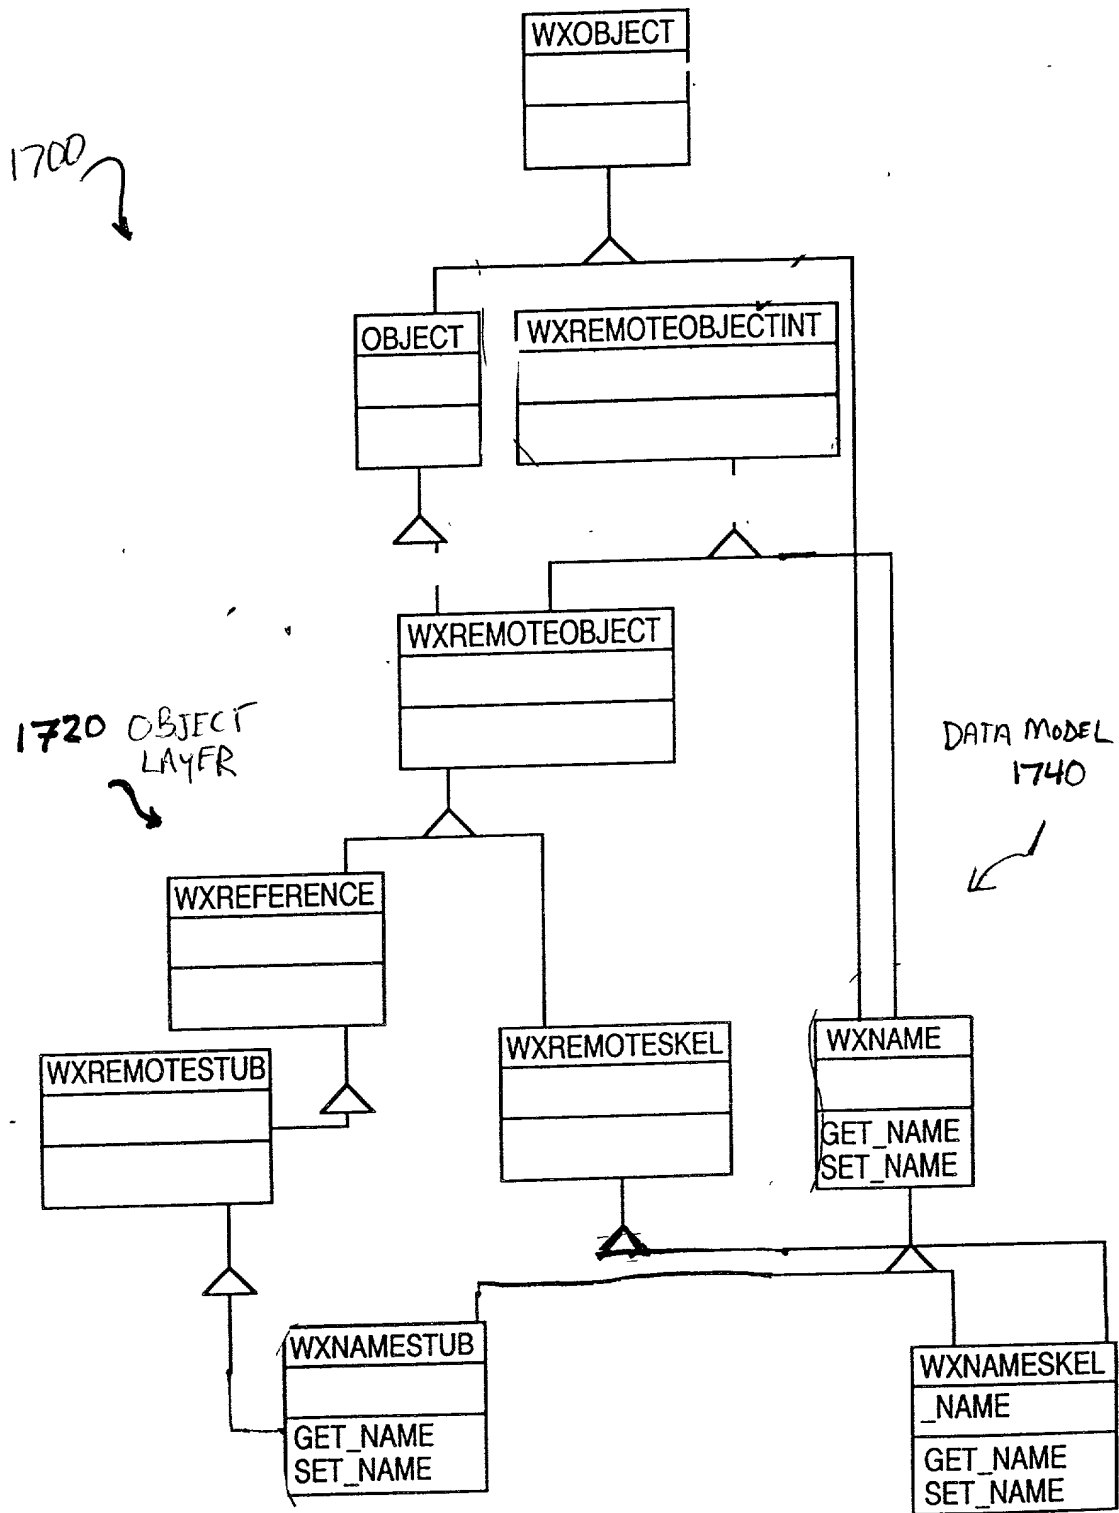 WXOBJECT
1700
OBJECT
WXREMOTEOBJECTINT
WXREMOTEOBJECT
1720 OBJECT
LAYER
DATA MODEL
1740
WXREFERENCE
WXREMOTESTUB
WXREMOTESKEL
WXNAME
GET_NAME
SET_NAME
WXNAMESTUB
GET_NAME
SET_NAME
WXNAMESKEL
_NAME
GET_NAME
SET_NAME